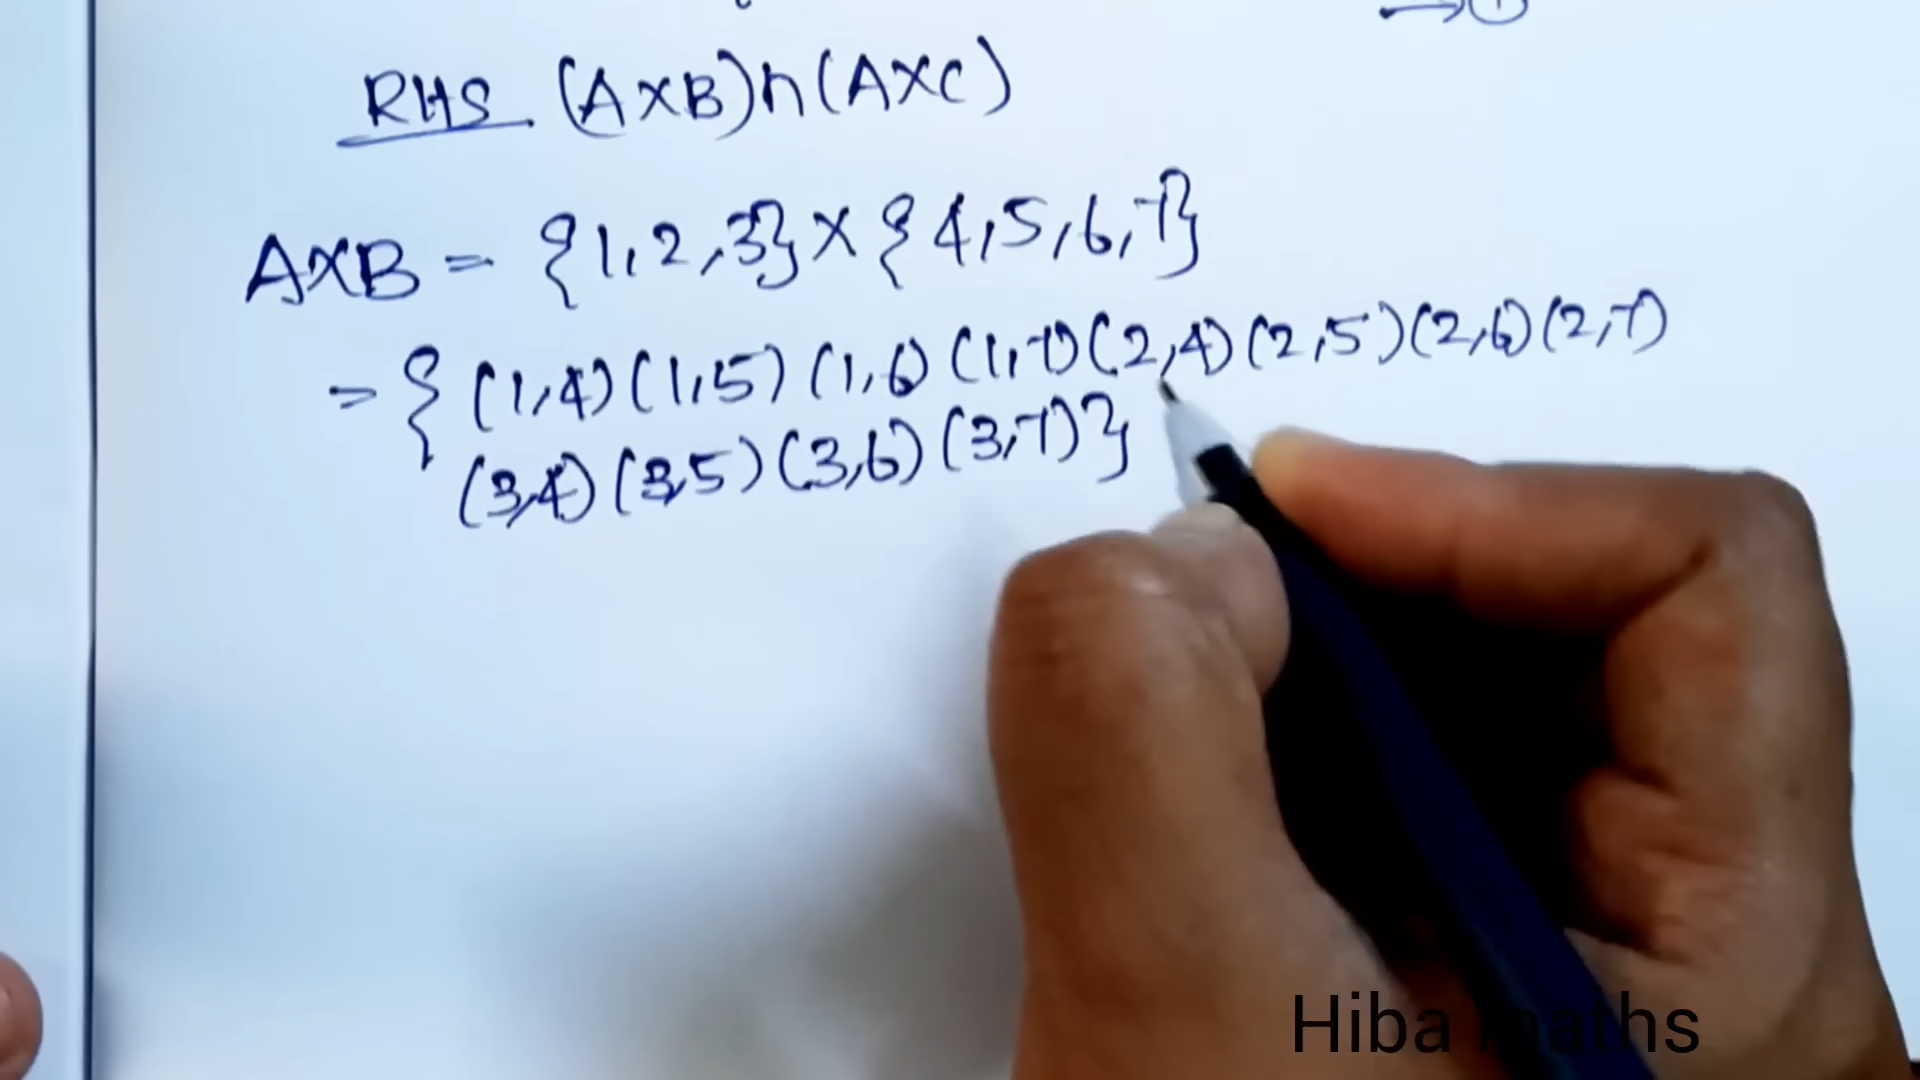 RHS (A×B)∩(A×C)
A×B = {1,2,3}×{4,5,6,7}
= { (1,4)(1,5)(1,6)(1,7)(2,4)(2,5)(2,6)(2,7)
(3,4)(3,5)(3,6)(3,7)}
Hiba maths